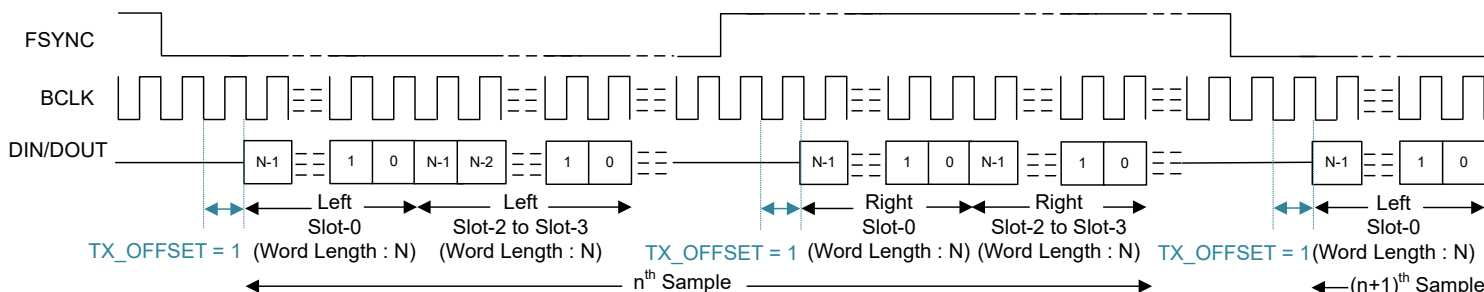 FSYNC
BCLK
DIN/DOUT
N-1 1 0 N-1 N-2 1 0 N-1 1 0 N-1 1 0 N-1 1 0
Left Left Right Right Left
Slot-0 Slot-2 to Slot-3 Slot-0 Slot-2 to Slot-3 Slot-0
TX_OFFSET = 1 (Word Length : N) (Word Length : N) TX_OFFSET = 1 (Word Length : N) (Word Length : N) TX_OFFSET = 1 (Word Length : N)
nth Sample (n+1)th Sample